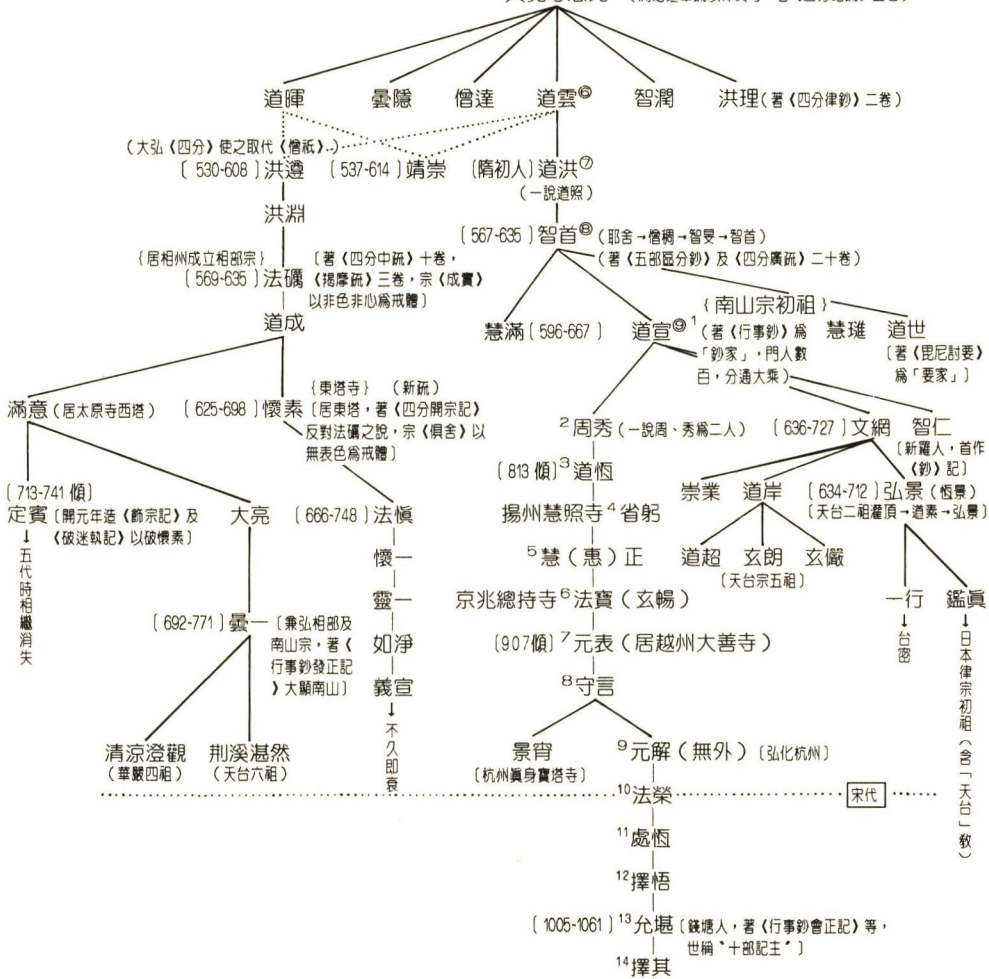 道暉 曇隱 僧達 道雲⑥ 智潤 洪理(著《四分律鈔》二卷)
(大弘《四分》使之取代《僧祇》..)
〔530-608〕洪遵 〔537-614〕靖崇 〔隋初人〕道洪⑦
(一說道照)
洪淵
〔567-635〕智首⑧(耶舍→僧稠→智旻→智首)
(著《五部區分鈔》及《四分廣疏》二十卷)
{居相州成立相部宗}
〔569-635〕法礪
〔著《四分中疏》十卷,
《揭摩疏》三卷,宗《成實》
以非色非心為戒體〕
道成
{南山宗初祖}
慧滿〔596-667〕 道宣⑨ 1 慧璡 道世
(著《行事鈔》為
「鈔家」,門人數
百,分通大乘)
〔著《毘尼討要》
為「要家」〕
滿意(居太原寺西塔)
〔625-698〕懷素
{東塔寺} (新疏)
〔居東塔,著《四分開宗記》
反對法礪之說,宗《俱舍》以
無表色為戒體〕
2周秀(一說周、秀為二人)
〔636-727〕文網 智仁
〔新羅人,首作
《鈔》記〕
〔713-741 頃〕
定賓〔開元年造《飾宗記》及
《破迷執記》以破懷素〕
大亮 〔666-748〕法慎
〔813 頃〕3道恆
崇業 道岸 〔634-712〕弘景(恆景)
〔天台二祖灌頂→道素→弘景〕
揚州慧照寺4省躬
懷一
5慧(惠)正
道超 玄朗 玄儼
〔天台宗五祖〕
靈一
京兆總持寺6法寶(玄暢)
一行 鑑眞
→五代時相繼消失
〔692-771〕曇一
〔兼弘相部及
南山宗,著《
行事鈔發正記
》大顯南山〕
如淨
〔907頃〕7元表(居越州大善寺)
→台密
→日本律宗初祖(含「天台」教)
義宣
8守言
→不久即衰
清涼澄觀 荆溪湛然
(華嚴四祖) (天台六祖)
景霄 9元解(無外)〔弘化杭州〕
〔杭州眞身寶塔寺〕
10法榮 宋代
11處恆
12擇悟
〔1005-1061〕13允堪〔錢塘人,著《行事鈔會正記》等,
世稱"十部記主"〕
14擇其